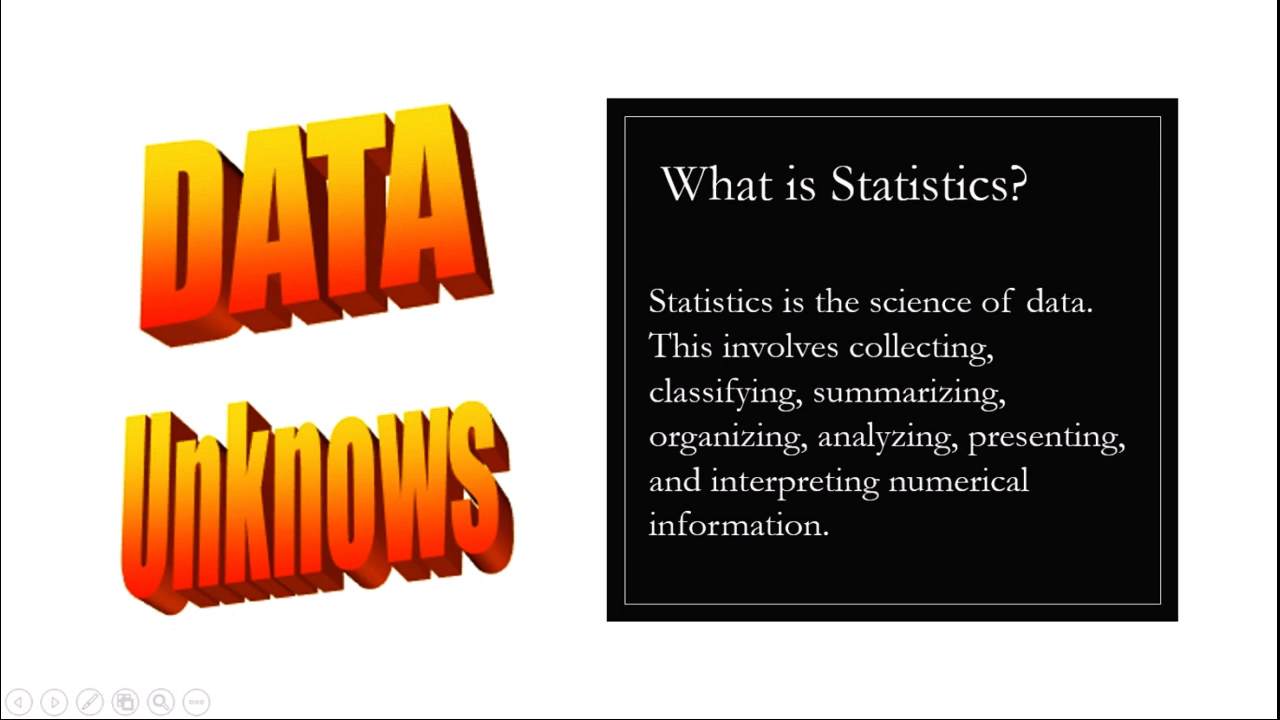 DATA
Unknows
What is Statistics?
Statistics is the science of data.
This involves collecting,
classifying, summarizing,
organizing, analyzing, presenting,
and interpreting numerical
information.